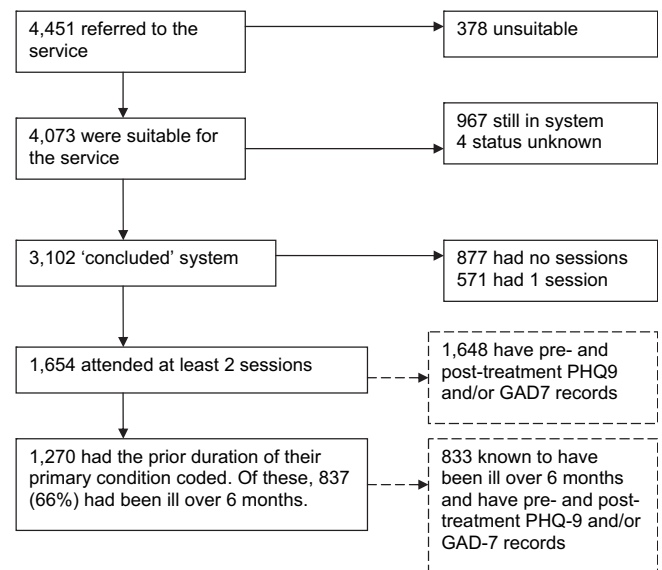 4,451 referred to the
service
378 unsuitable
4,073 were suitable for
the service
967 still in system
4 status unknown
3,102 ‘concluded’ system
877 had no sessions
571 had 1 session
1,654 attended at least 2 sessions
1,648 have pre- and
post-treatment PHQ9
and/or GAD7 records
1,270 had the prior duration of their
primary condition coded. Of these, 837
(66%) had been ill over 6 months.
833 known to have
been ill over 6 months
and have pre- and post-
treatment PHQ-9 and/or
GAD-7 records